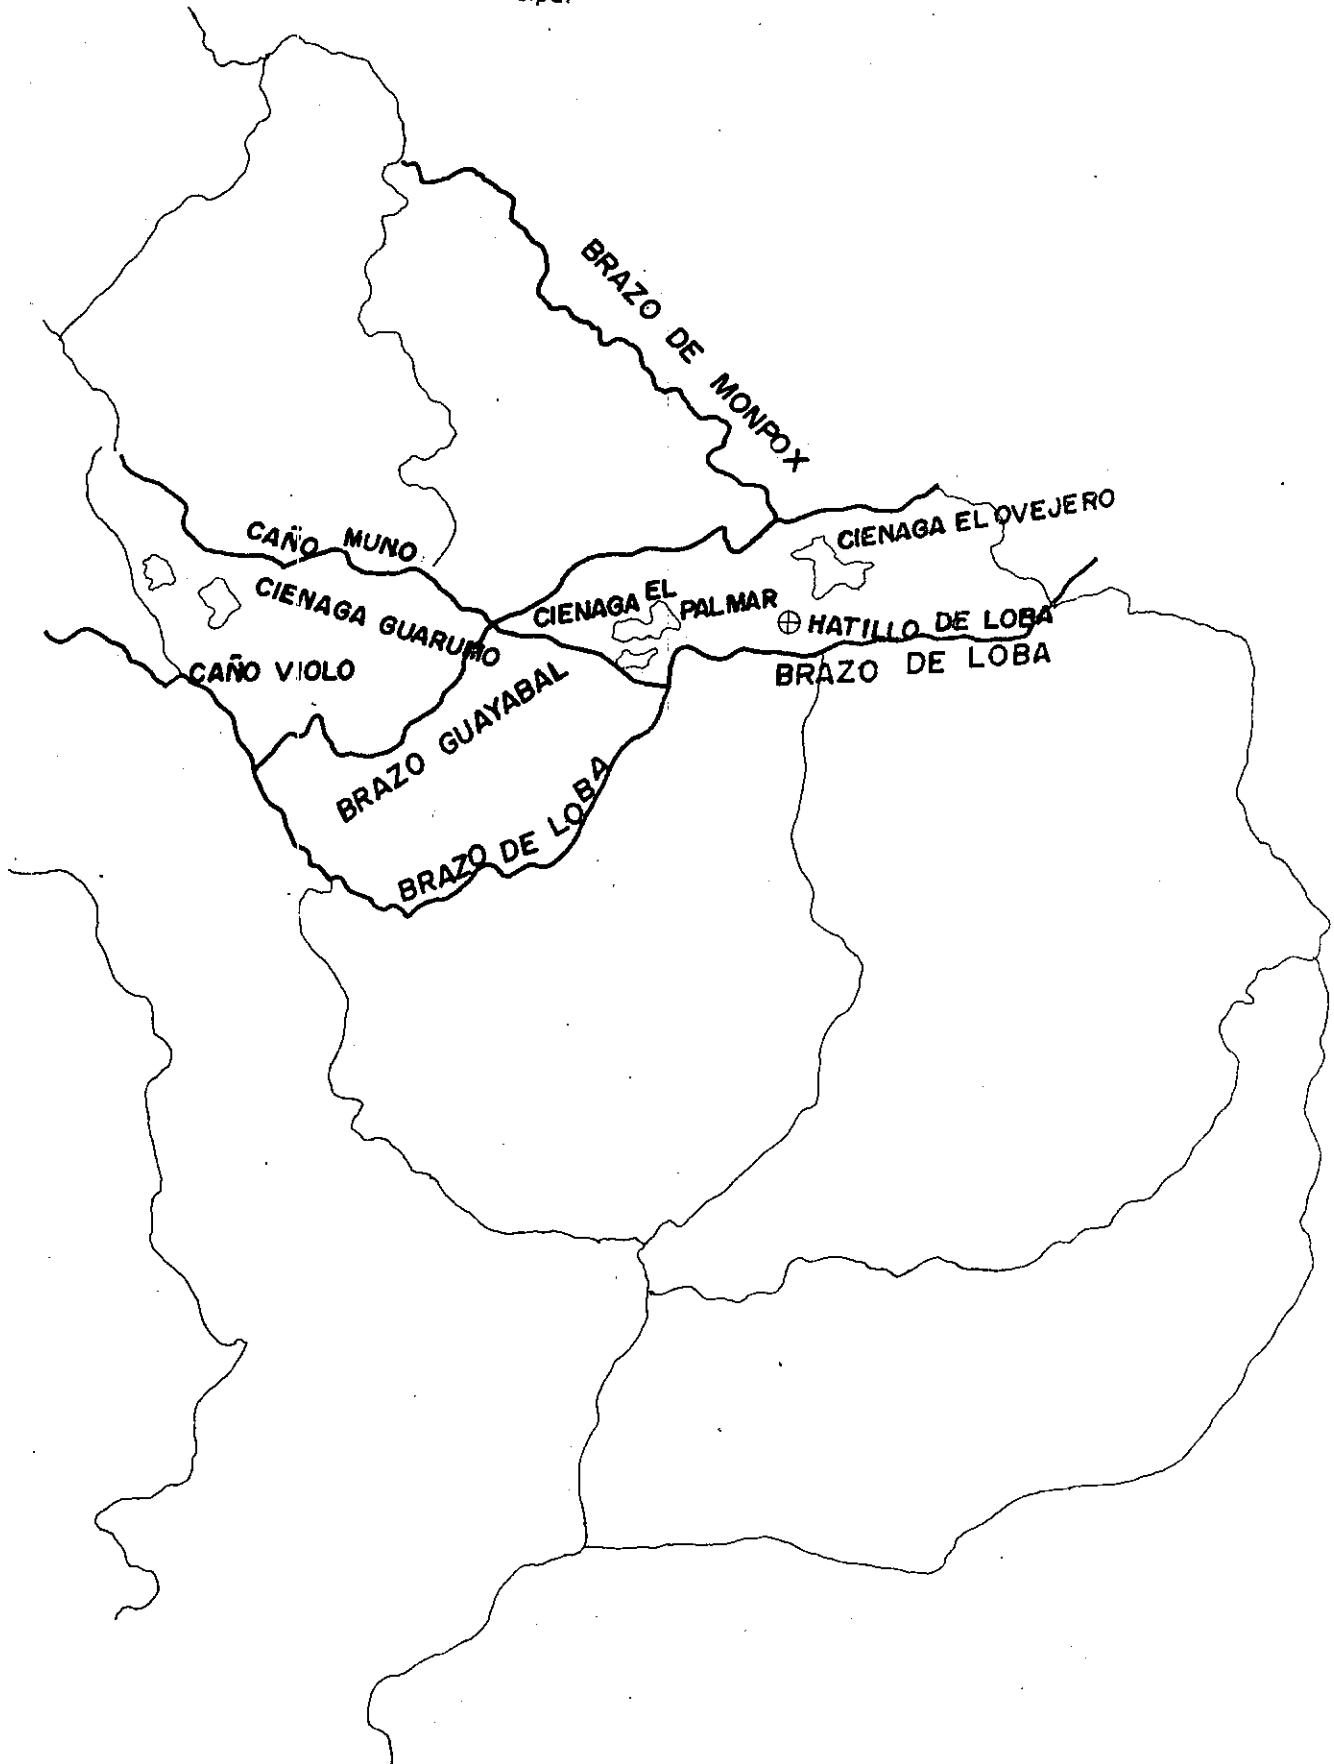 BRAZO DE MONPOX
CIENAGA EL OVEJERO
CAÑO MUNO
CIENAGA EL PALMAR
CIENAGA GUARUMO
HATILLO DE LOBA
BRAZO DE LOBA
CAÑO VIOLO
BRAZO GUAYABAL
BRAZO DE LOBA